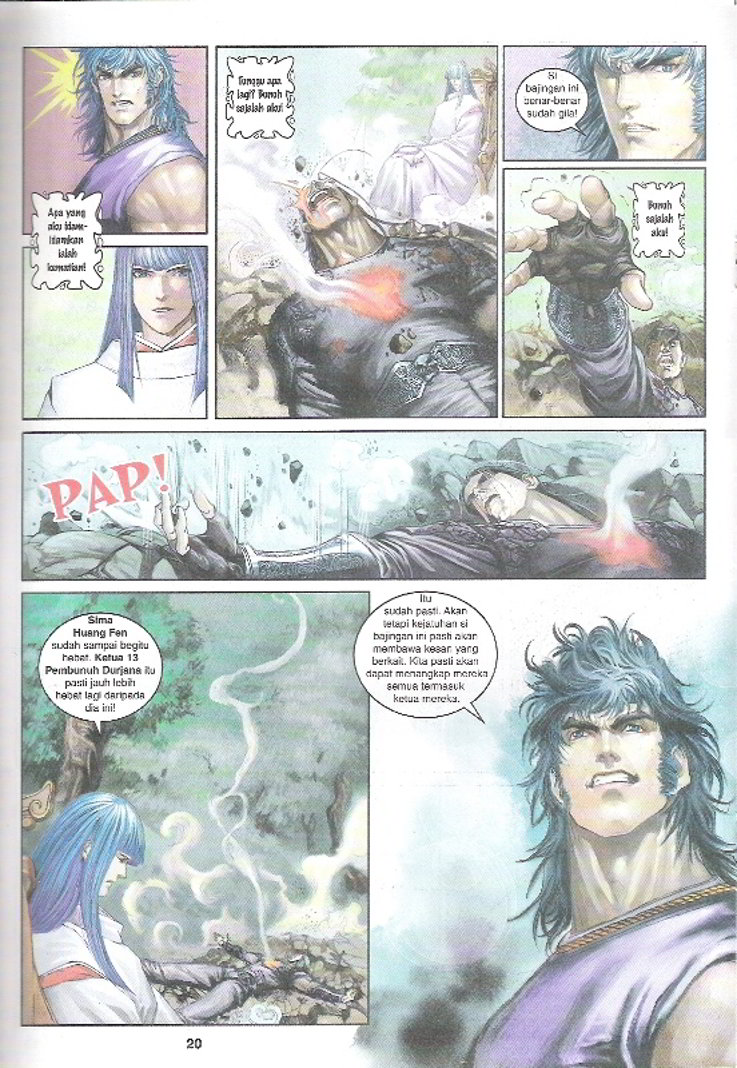 Apa yang
aku idam-
idamkan
ialah
kematian!
Tunggu apa
lagi? Bunuh
sajalah aku!
Si
bajingan ini
benar-benar
sudah gila!
Bunuh
sajalah
aku!
PAP!
Sima
Huang Fen
sudah sampai begitu
hebat. Ketua 13
Pembunuh Durjana itu
pasti jauh lebih
hebat lagi daripada
dia ini!
Itu
sudah pasti. Akan
tetapi kejatuhan si
bajingan ini pasti akan
membawa kesan yang
berkait. Kita pasti akan
dapat menangkap mereka
semua termasuk
ketua mereka.
20